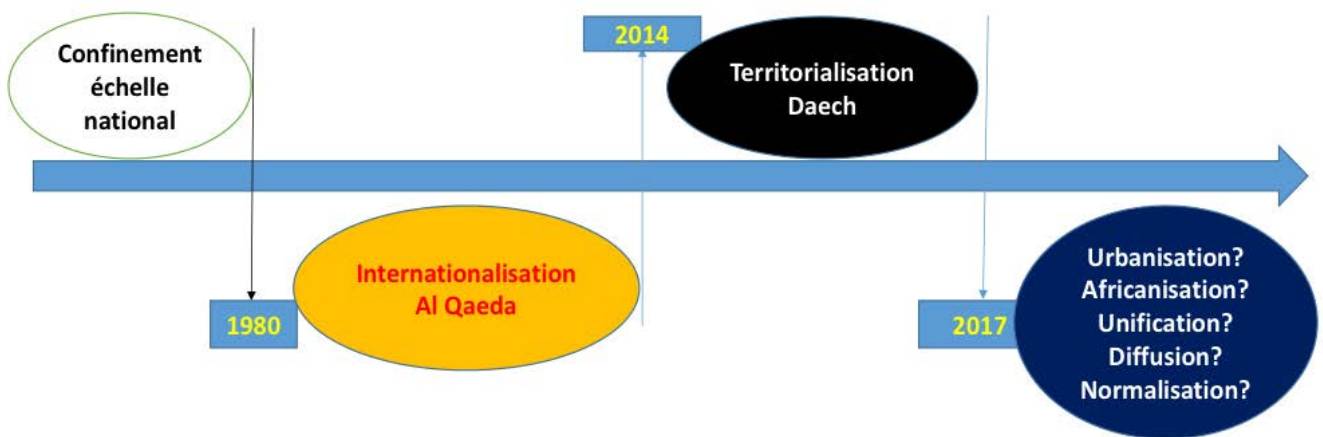 Confinement
échelle
national
1980
Internationalisation
Al Qaeda
2014
Territorialisation
Daech
2017
Urbanisation?
Africanisation?
Unification?
Diffusion?
Normalisation?